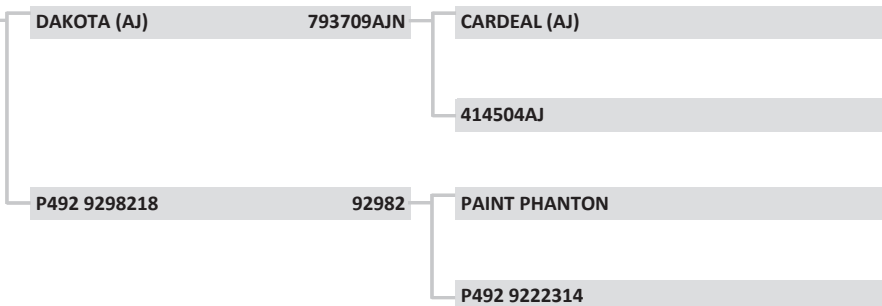 DAKOTA (AJ) 793709AJN
CARDEAL (AJ)
414504AJ
P492 9298218 92982
PAINT PHANTON
P492 9222314